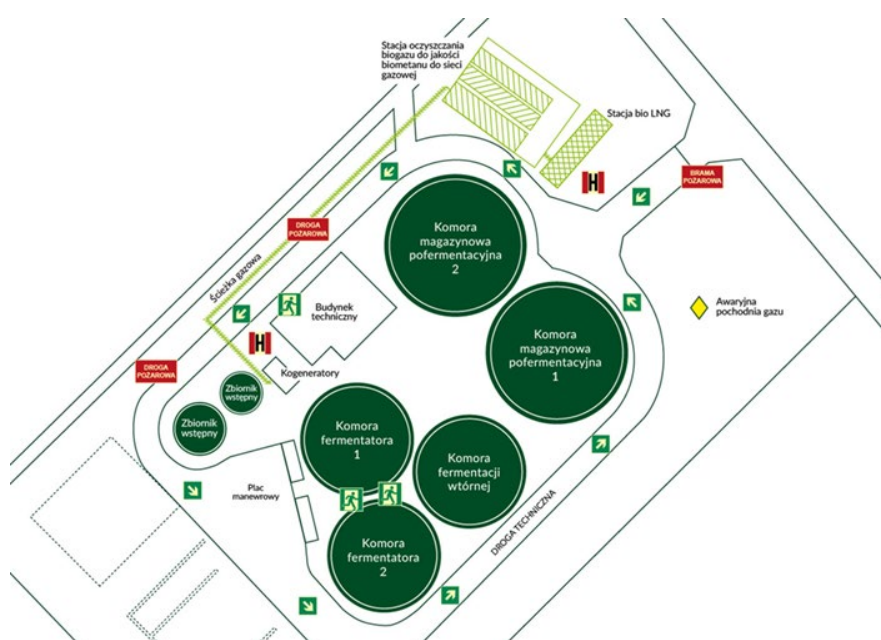 Stacja oczyszczania
biogazu do jakości
biometanu do sieci
gazowej
Stacja bio LNG
H
BRAMA
POŻAROWA
DROGA
POŻAROWA
Komora
magazynowa
pofermentacyjna
2
Ścieżka gazowa
Budynek
techniczny
Awaryjna
pochodnia gazu
Komora
magazynowa
pofermentacyjna
1
H
DROGA
POŻAROWA
Kogeneratory
Zbiornik
wstępny
Zbiornik
wstępny
Komora
fermentatora
1
Komora
fermentacji
wtórnej
Plac
manewrowy
DROGA TECHNICZNA
Komora
fermentatora
2